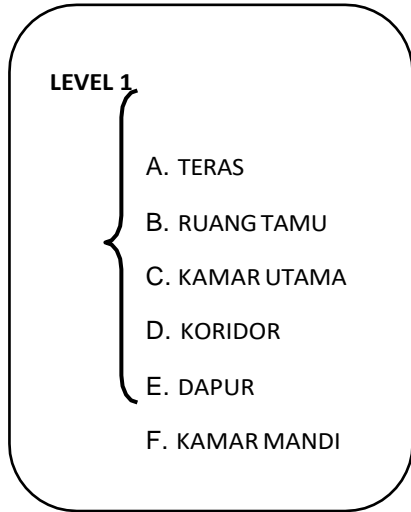 LEVEL 1
A. TERAS
B. RUANG TAMU
C. KAMAR UTAMA
D. KORIDOR
E. DAPUR
F. KAMAR MANDI